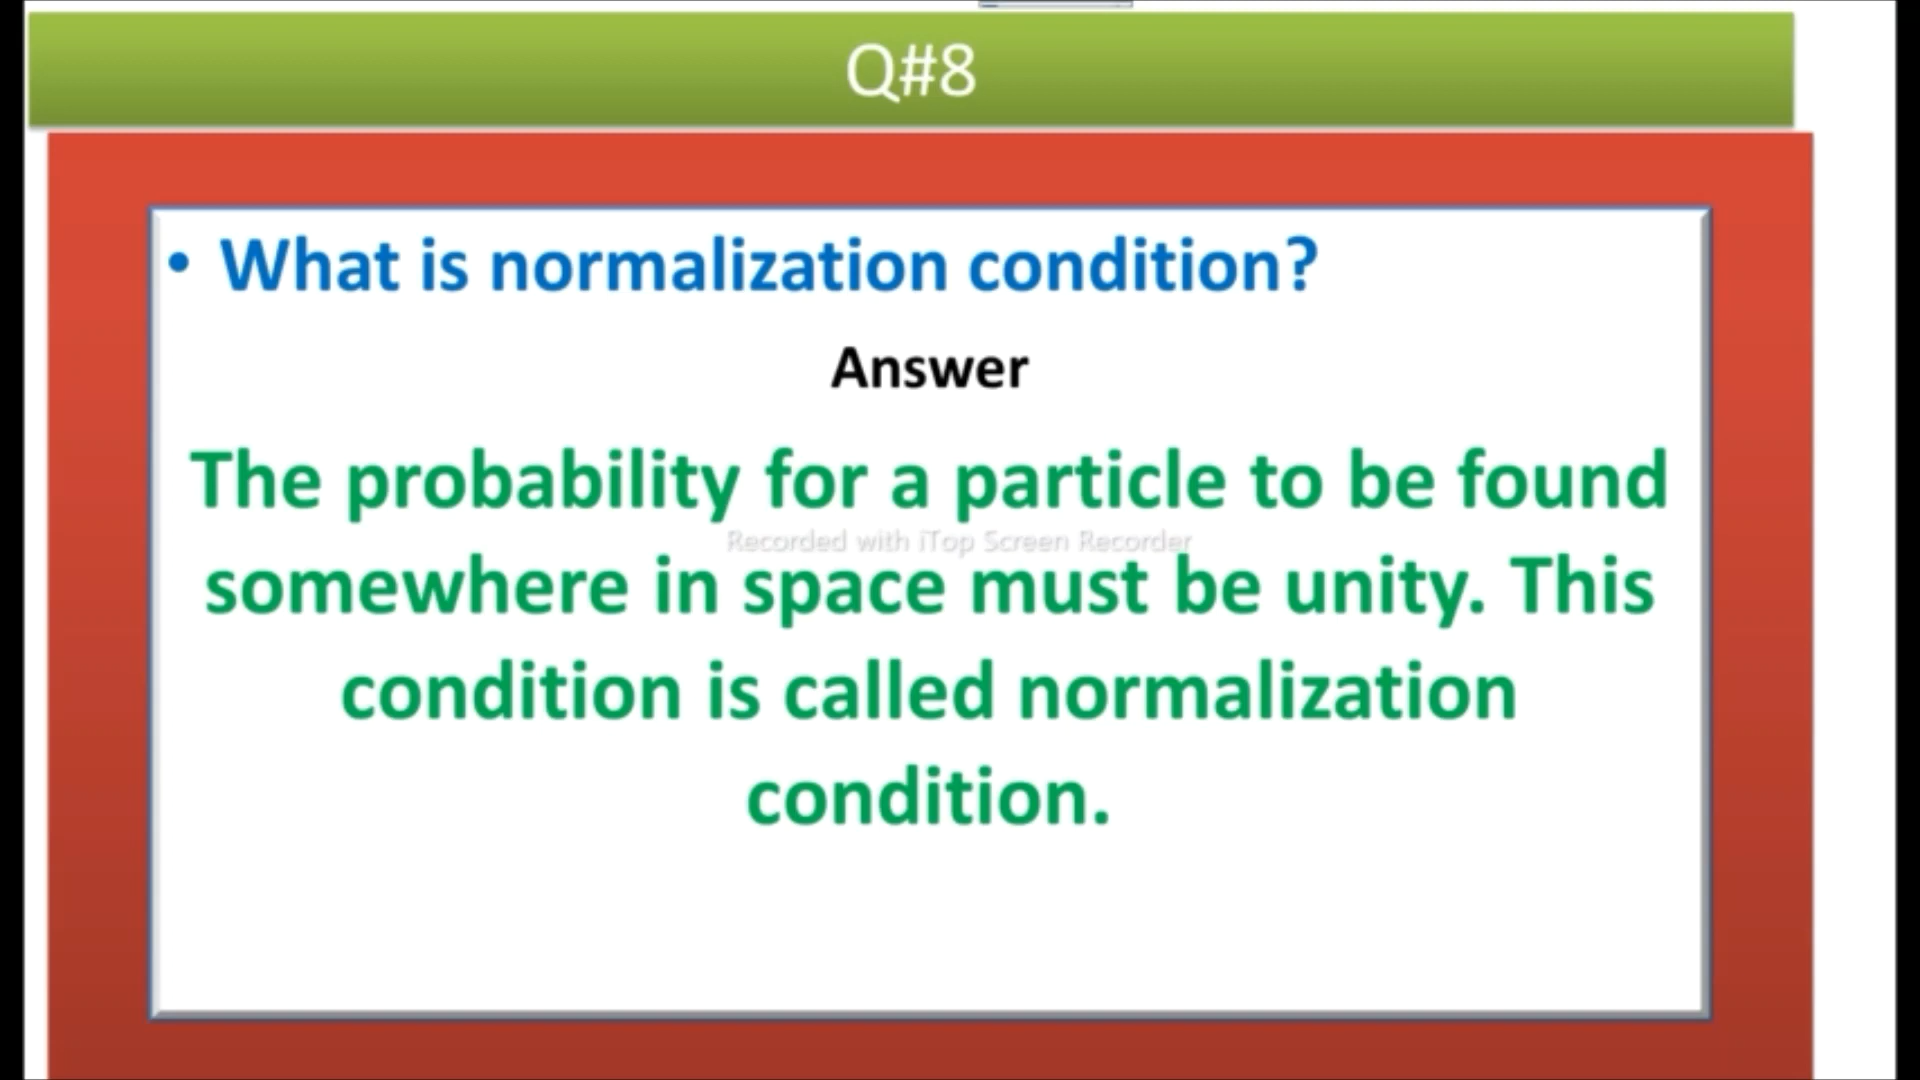 Q#8
• What is normalization condition?
Answer
The probability for a particle to be found
Recorded with iTop Screen Recorder
somewhere in space must be unity. This
condition is called normalization
condition.